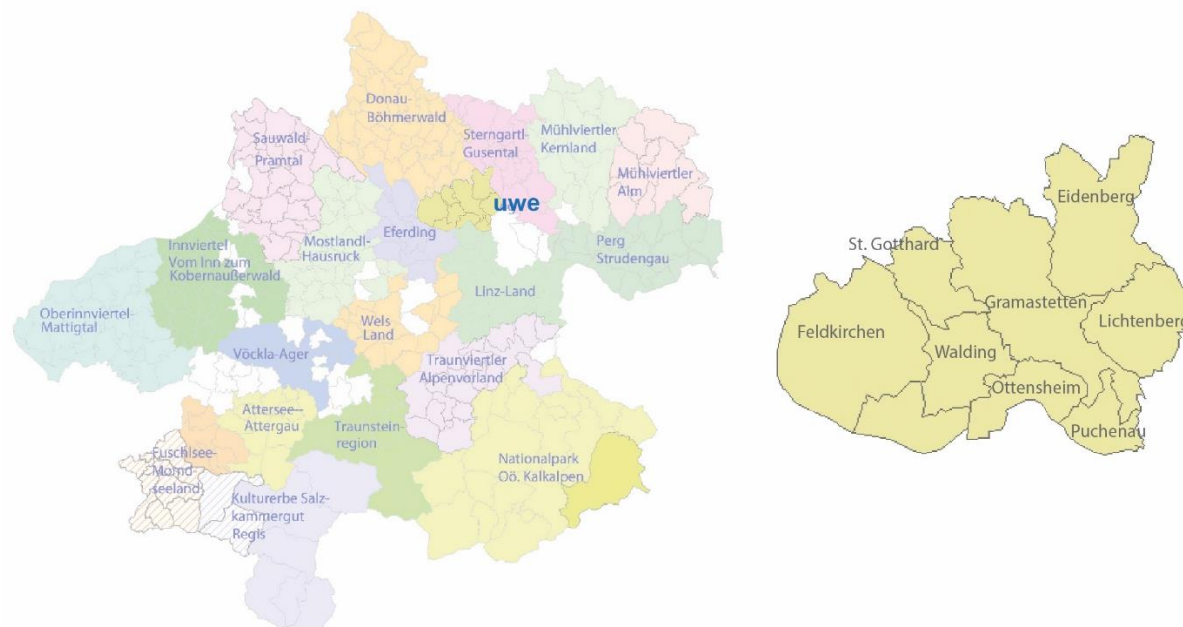 Donau-
Böhmerwald
Sterngartl-
Gusental
Mühlviertler
Kernland
Sauwald-
Pramtal
Mühlviertler
Alm
uwe
Innviertel
Vom Inn zum
Kobernaußerwald
Mostlandl-
Hausruck
Eferding
Perg
Strudengau
Oberinnviertel-
Mattigtal
Linz-Land
Wels
Land
Vöckla-Ager
Traunviertler
Alpenvorland
Attersee--
Attergau
Traunstein-
region
Fuschlsee-
Mornd-
seeland
Nationalpark
Oö. Kalkalpen
Kulturerbe Salz-
kammergut
Regis
Eidenberg
St. Gotthard
Gramastetten
Lichtenberg
Feldkirchen
Walding
Ottensheim
Puchenau